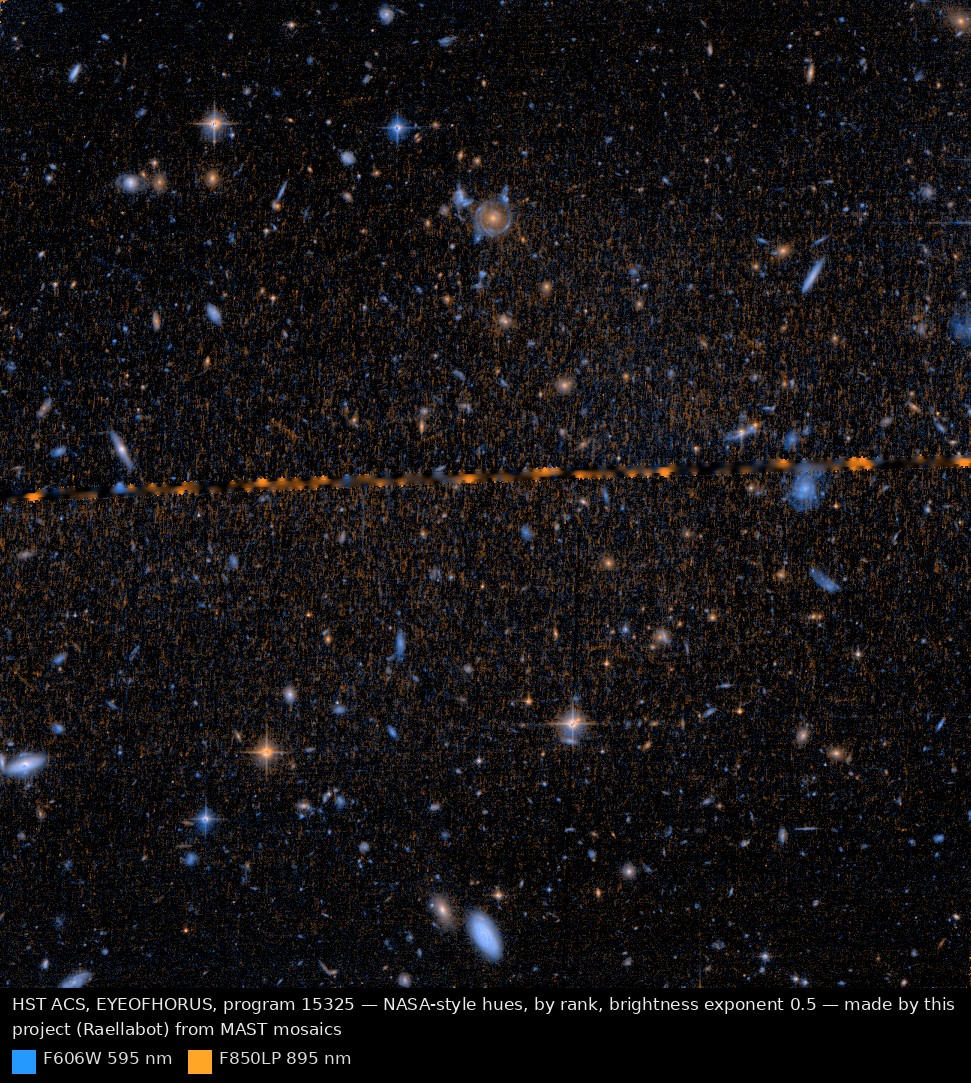 HST ACS, EYEOFHORUS, program 15325 — NASA-style hues, by rank, brightness exponent 0.5 — made by this
project (Raellabot) from MAST mosaics
F606W 595 nm F850LP 895 nm